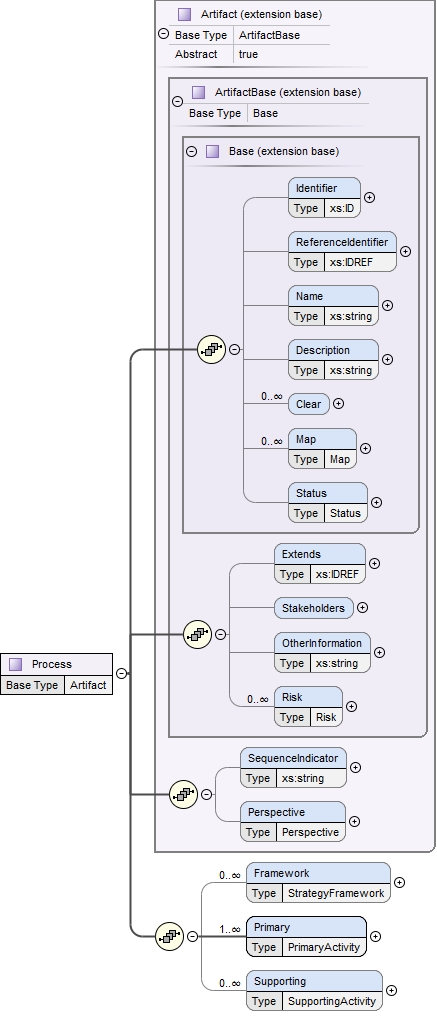 Artifact (extension base)
Base Type ArtifactBase
Abstract true
ArtifactBase (extension base)
Base Type Base
Base (extension base)
Identifier
Type xs:ID
ReferenceIdentifier
Type xs:IDREF
Name
Type xs:string
Description
Type xs:string
0..∞
Clear
0..∞
Map
Type Map
Status
Type Status
Extends
Type xs:IDREF
Stakeholders
OtherInformation
Type xs:string
0..∞
Risk
Type Risk
Process
Base Type Artifact
SequenceIndicator
Type xs:string
Perspective
Type Perspective
0..∞
Framework
Type StrategyFramework
1..∞
Primary
Type PrimaryActivity
0..∞
Supporting
Type SupportingActivity